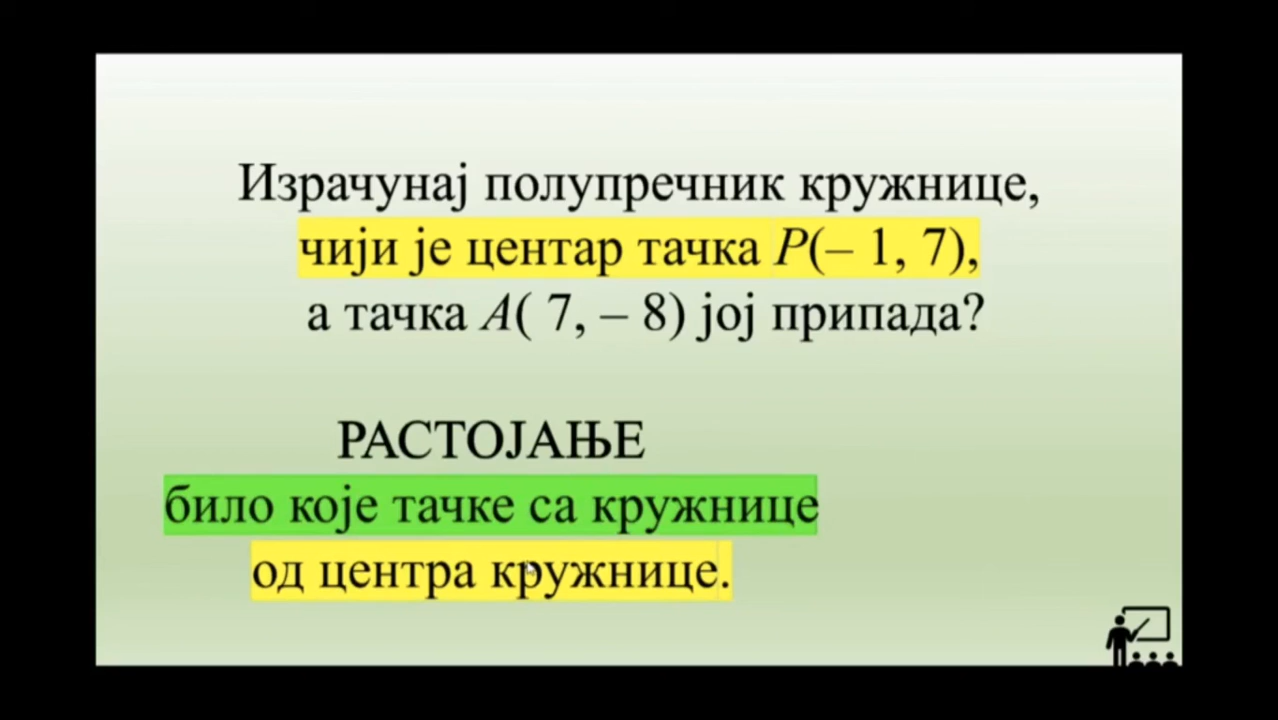 Израчунај полупречник кружнице,
чији је центар тачка P(– 1, 7),
а тачка A( 7, – 8) јој припада?
РАСТОЈАЊЕ
било које тачке са кружнице
од центра кружнице.